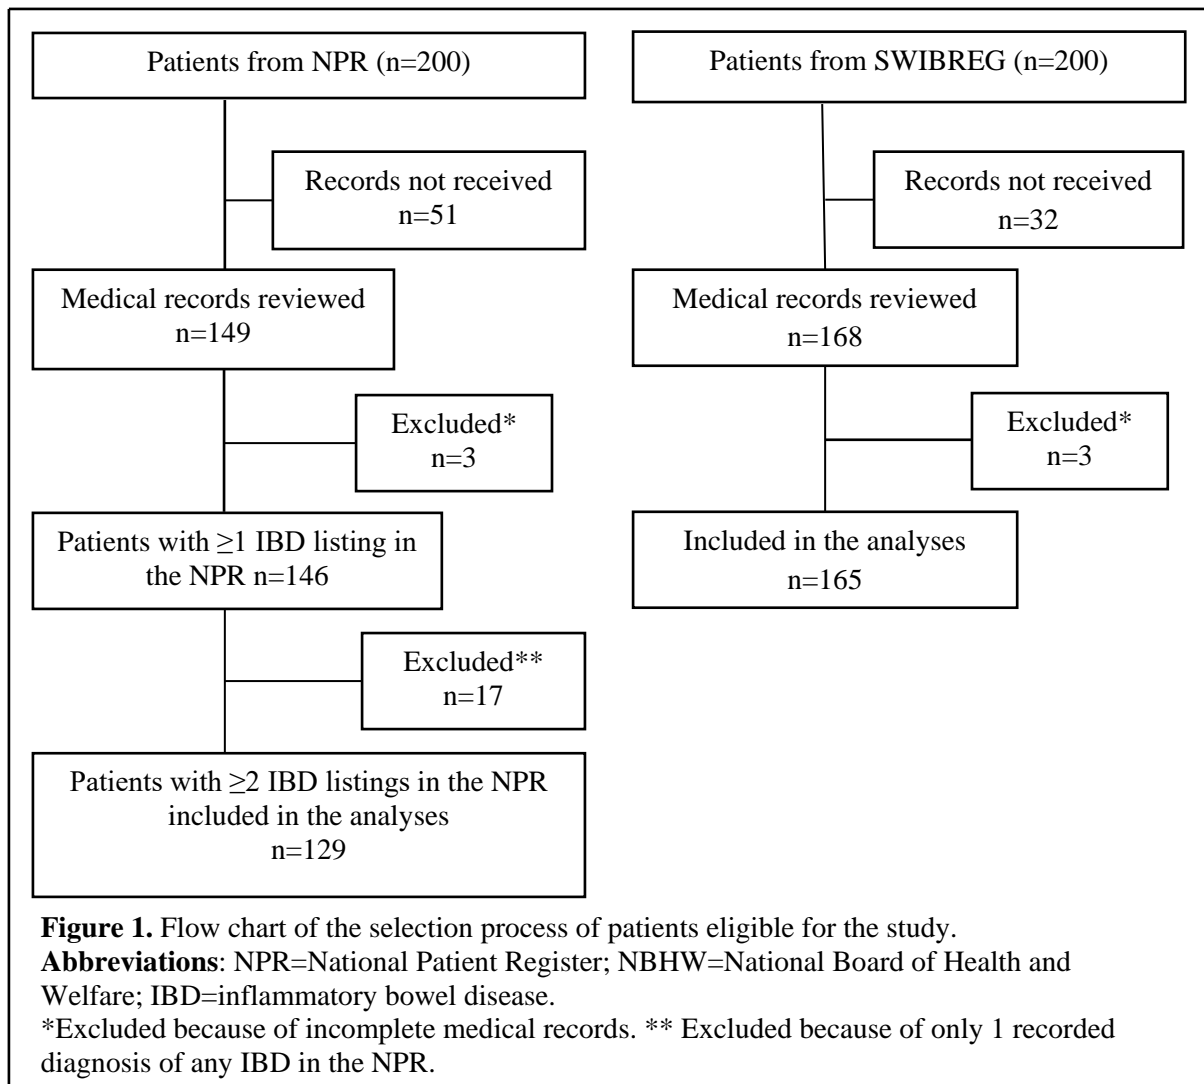 Patients from NPR (n=200)
Records not received
n=51
Medical records reviewed
n=149
Excluded*
n=3
Patients with ≥1 IBD listing in
the NPR n=146
Excluded**
n=17
Patients with ≥2 IBD listings in the NPR
included in the analyses
n=129
Patients from SWIBREG (n=200)
Records not received
n=32
Medical records reviewed
n=168
Excluded*
n=3
Included in the analyses
n=165
Figure 1. Flow chart of the selection process of patients eligible for the study.
Abbreviations: NPR=National Patient Register; NBHW=National Board of Health and
Welfare; IBD=inflammatory bowel disease.
*Excluded because of incomplete medical records. ** Excluded because of only 1 recorded
diagnosis of any IBD in the NPR.